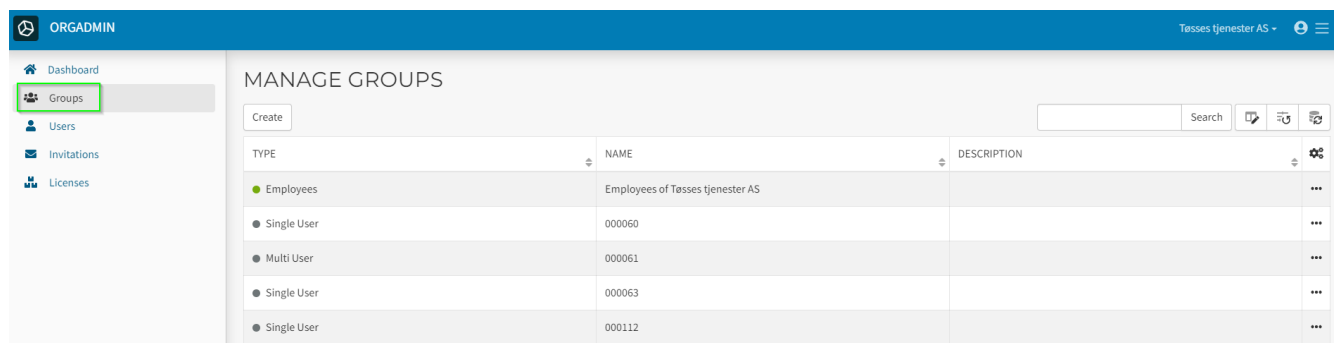 ORGADMIN
Tøsses tjenester AS
Dashboard
Groups
Users
Invitations
Licenses
MANAGE GROUPS
Create
Search
TYPE NAME DESCRIPTION
Employees Employees of Tøsses tjenester AS
Single User 000060
Multi User 000061
Single User 000063
Single User 000112